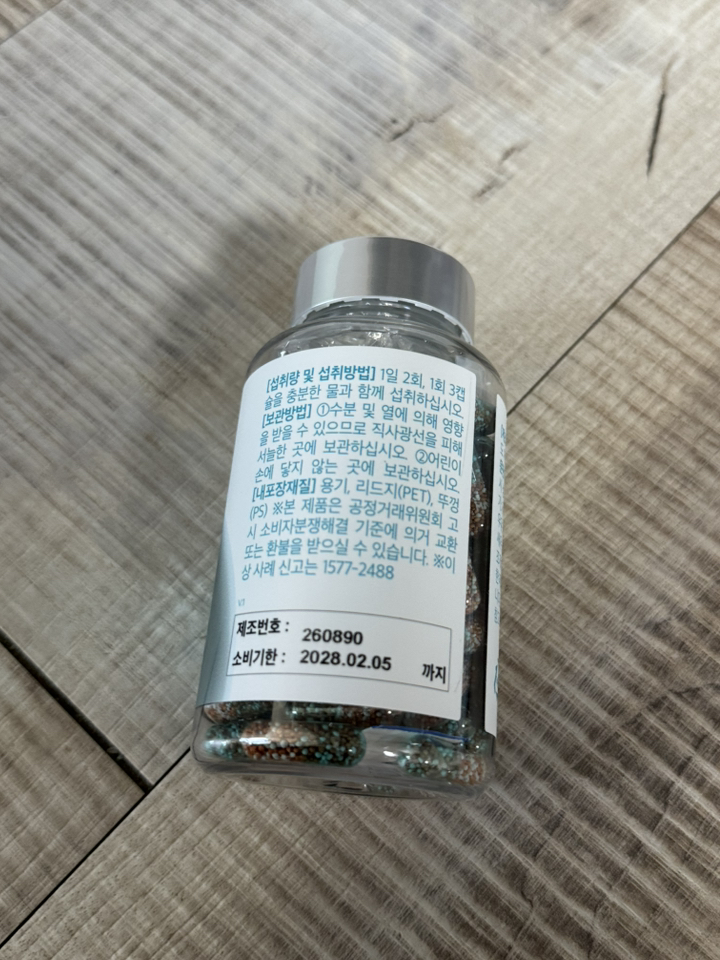 [섭취량 및 섭취방법] 1일 2회, 1회 3캡
슐을 충분한 물과 함께 섭취하십시오.
[보관방법] ①수분 및 열에 의해 영향
을 받을 수 있으므로 직사광선을 피해
서늘한 곳에 보관하십시오. ②어린이
손에 닿지 않는 곳에 보관하십시오.
[내포장재질] 용기, 리드지(PET), 뚜껑
(PS) ※본 제품은 공정거래위원회 고
시 소비자분쟁해결 기준에 의거 교환
또는 환불을 받으실 수 있습니다. ※이
상 사례 신고는 1577-2488
제조번호 : 260890
소비기한 : 2028.02.05 까지